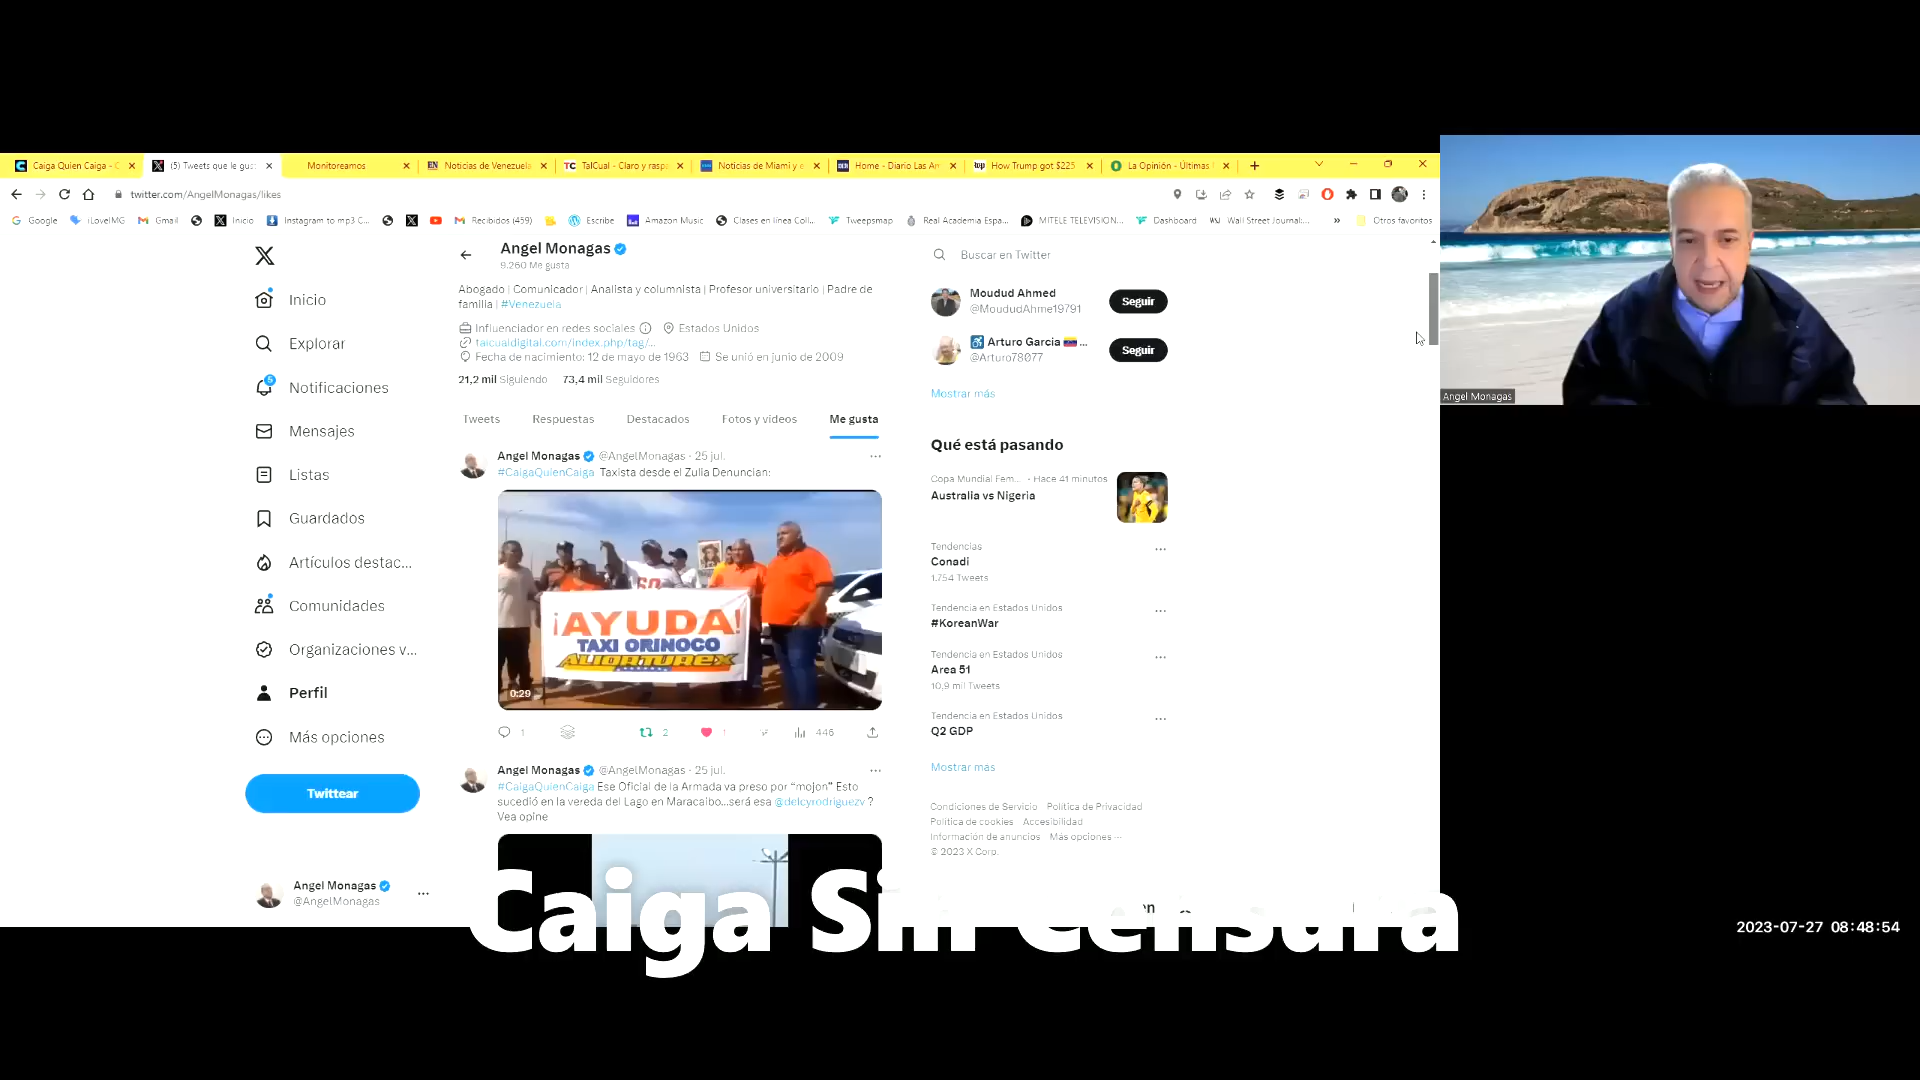 Caiga Quien Caiga - C
(5) Tweets que le gus
Monitoreamos
Noticias de Venezuela
TalCual - Claro y raspa
Noticias de Miami y e
Home - Diario Las Am
How Trump got $225
La Opinión - Últimas
twitter.com/AngelMonagas/likes
Google
iLoveIMG
Gmail
Inicio
Instagram to mp3 C...
Recibidos (459)
Escribe
Amazon Music
Clases en línea Coll...
Tweepsmap
Real Academia Espa...
MITELE TELEVISION...
Dashboard
Wall Street Journal:...
Otros favoritos
Inicio
Explorar
5
Notificaciones
Mensajes
Listas
Guardados
Artículos destac...
Comunidades
Organizaciones v...
Perfil
Más opciones
Twittear
Angel Monagas
@AngelMonagas
Angel Monagas
9.260 Me gusta
Abogado | Comunicador | Analista y columnista | Profesor universitario | Padre de
familia | #Venezuela
Influenciador en redes sociales Estados Unidos
talcualdigital.com/index.php/tag/...
Fecha de nacimiento: 12 de mayo de 1963 Se unió en junio de 2009
21,2 mil Siguiendo 73,4 mil Seguidores
Tweets Respuestas Destacados Fotos y videos Me gusta
Angel Monagas @AngelMonagas · 25 jul.
#CaigaQuienCaiga Taxista desde el Zulia Denuncian:
¡AYUDA!
TAXI ORINOCO
0:29
1 2 1 446
Angel Monagas @AngelMonagas · 25 jul.
#CaigaQuienCaiga Ese Oficial de la Armada va preso por "mojon" Esto
sucedió en la vereda del Lago en Maracaibo...será esa @delcyrodriguezv ?
Vea opine
Buscar en Twitter
Moudud Ahmed
@MoududAhme19791
Seguir
Arturo Garcia ...
@Arturo78077
Seguir
Mostrar más
Qué está pasando
Copa Mundial Fem... · Hace 41 minutos
Australia vs Nigeria
Tendencias
Conadi
1.754 Tweets
Tendencia en Estados Unidos
#KoreanWar
Tendencia en Estados Unidos
Area 51
10,9 mil Tweets
Tendencia en Estados Unidos
Q2 GDP
Mostrar más
Condiciones de Servicio Política de Privacidad
Política de cookies Accesibilidad
Información de anuncios Más opciones ···
© 2023 X Corp.
Angel Monagas
Caiga Sin Censura
2023-07-27 08:48:54